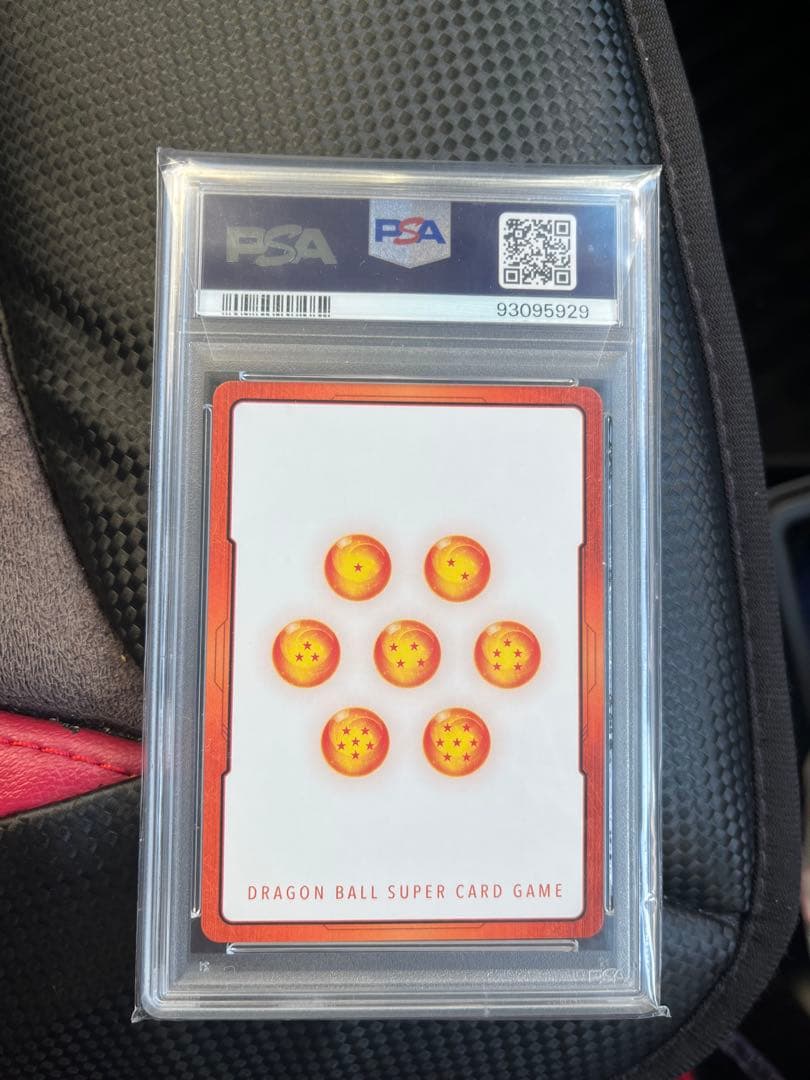 PSA
PSA
93095929
DRAGON BALL SUPER CARD GAME